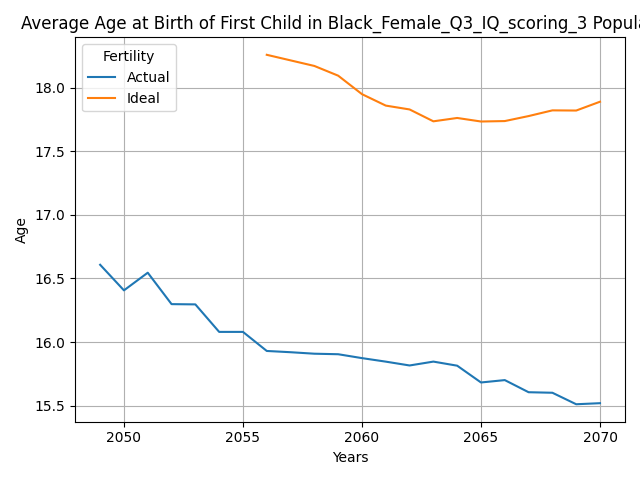 Average Age at Birth of First Child in Black_Female_Q3_IQ_scoring_3 Popula
Fertility
Actual
Ideal
18.0
17.5
17.0
16.5
16.0
15.5
Age
2050 2055 2060 2065 2070
Years